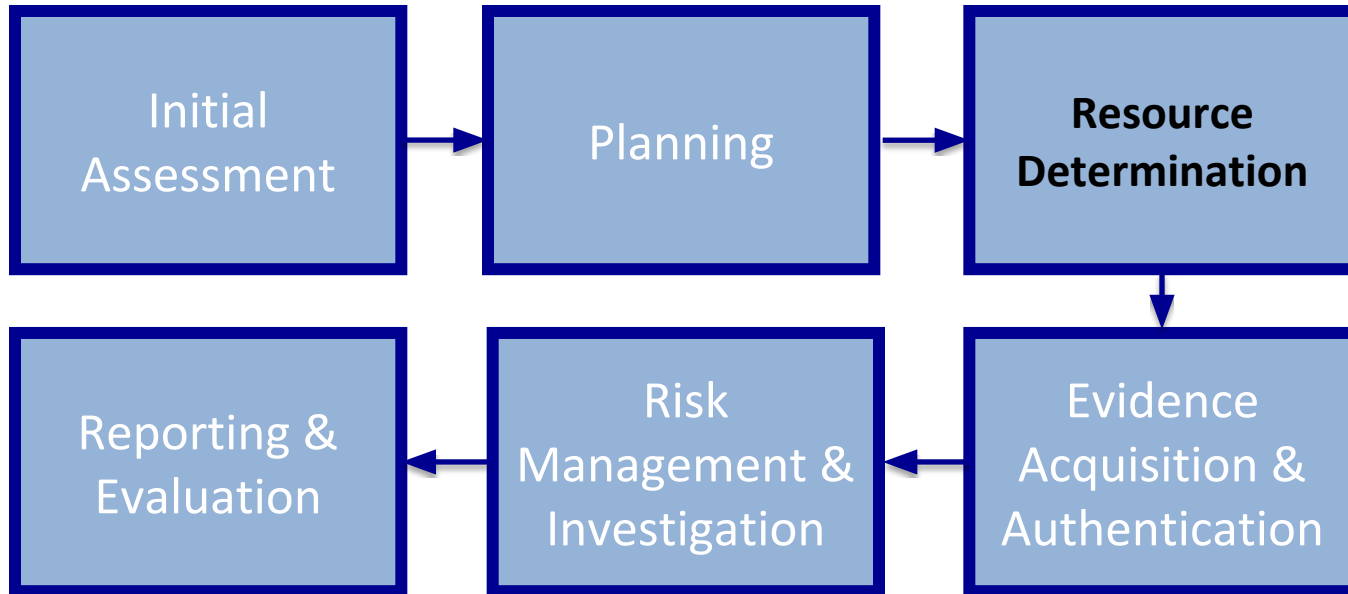 Initial
Assessment
Planning
Resource
Determination
Evidence
Acquisition &
Authentication
Risk
Management &
Investigation
Reporting &
Evaluation